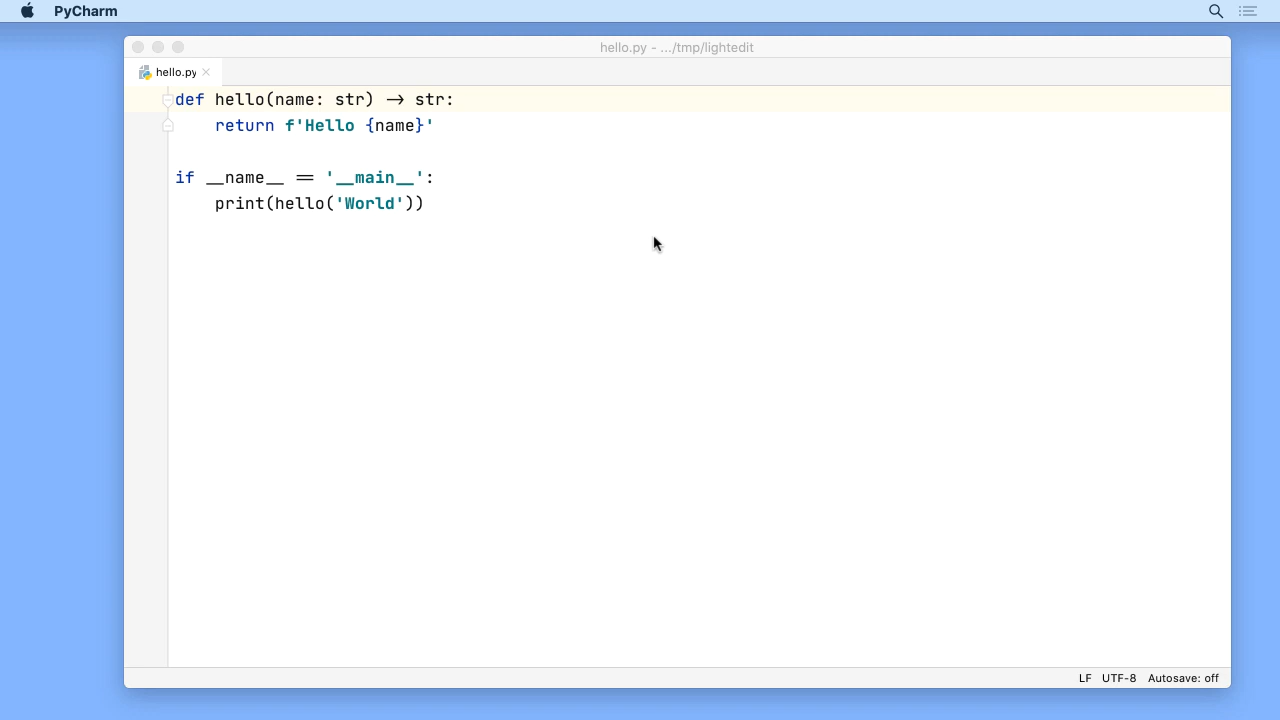 PyCharm
hello.py - .../tmp/lightedit
hello.py
def hello(name: str) -> str:
    return f'Hello {name}'
if __name__ == '__main__':
    print(hello('World'))
LF UTF-8 Autosave: off